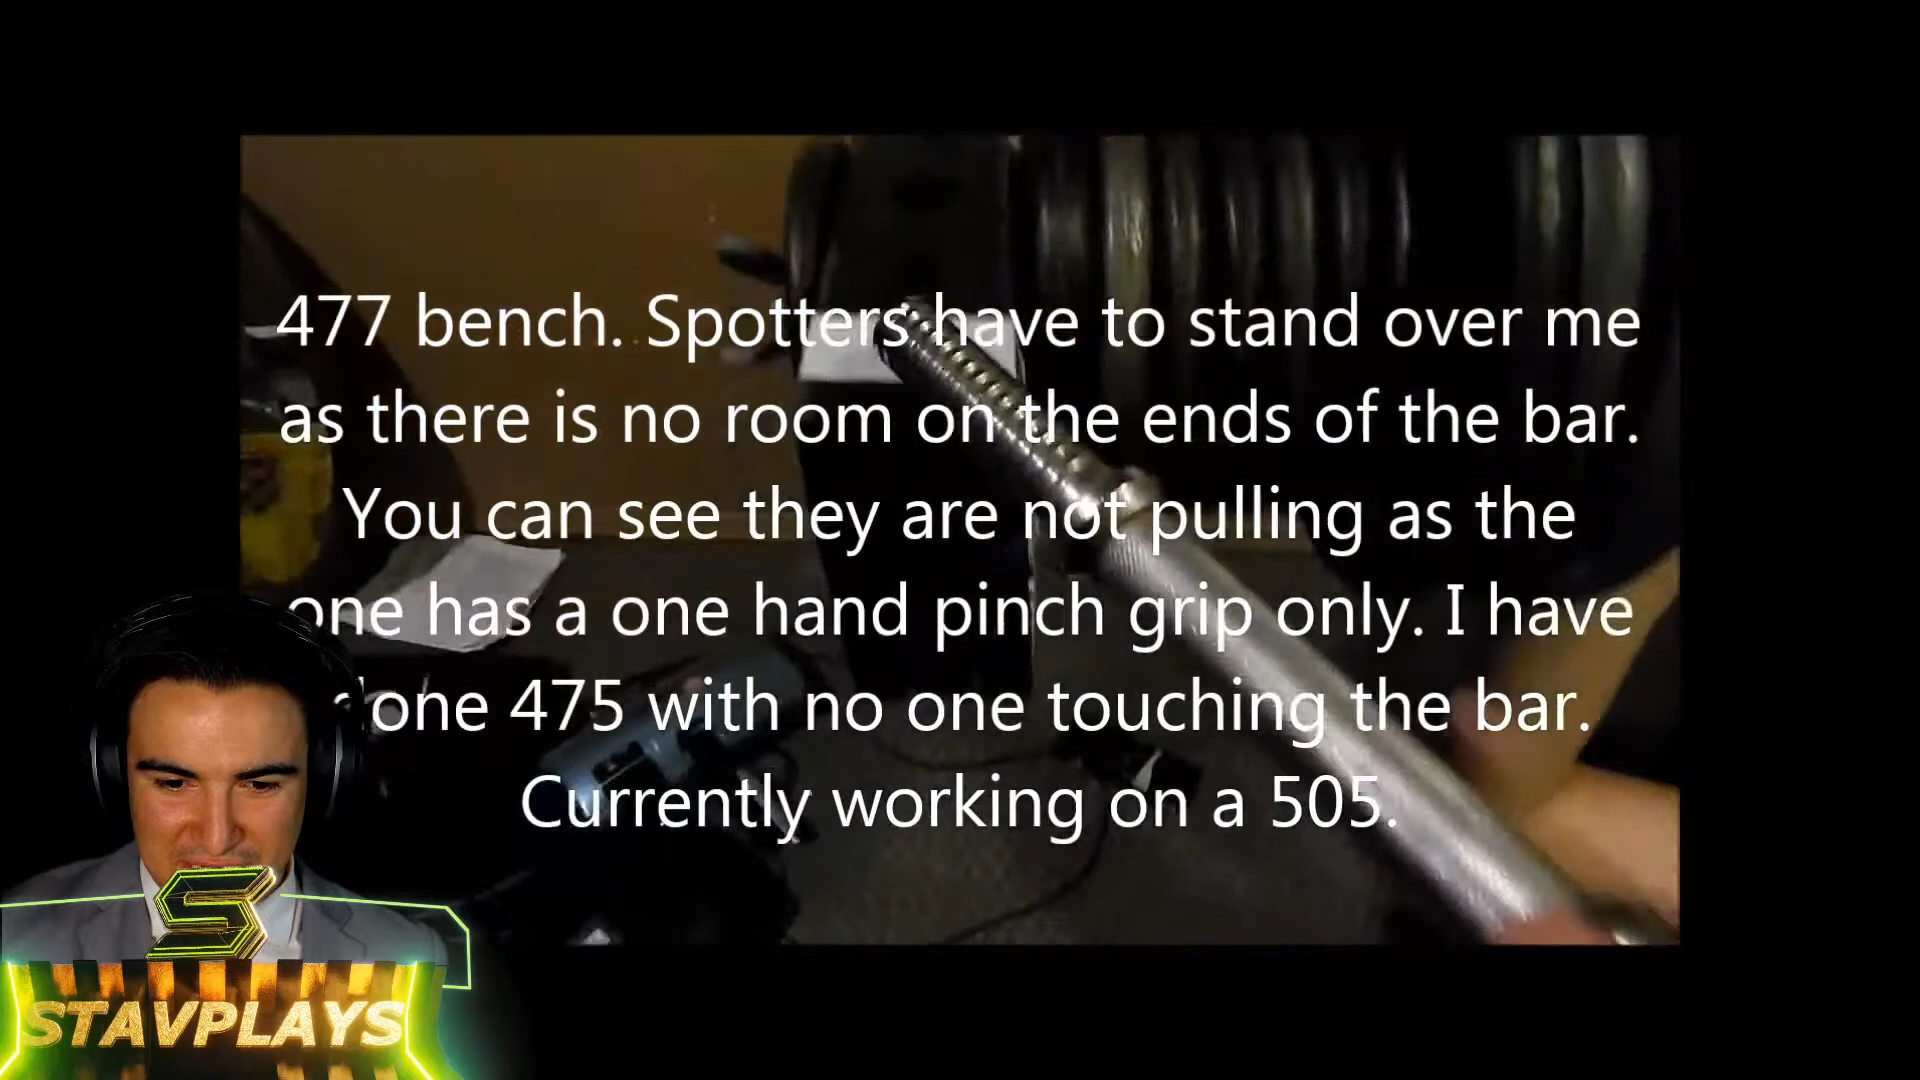 477 bench. Spotters have to stand over me
as there is no room on the ends of the bar.
You can see they are not pulling as the
one has a one hand pinch grip only. I have
done 475 with no one touching the bar.
Currently working on a 505.
S
STAVPLAYS